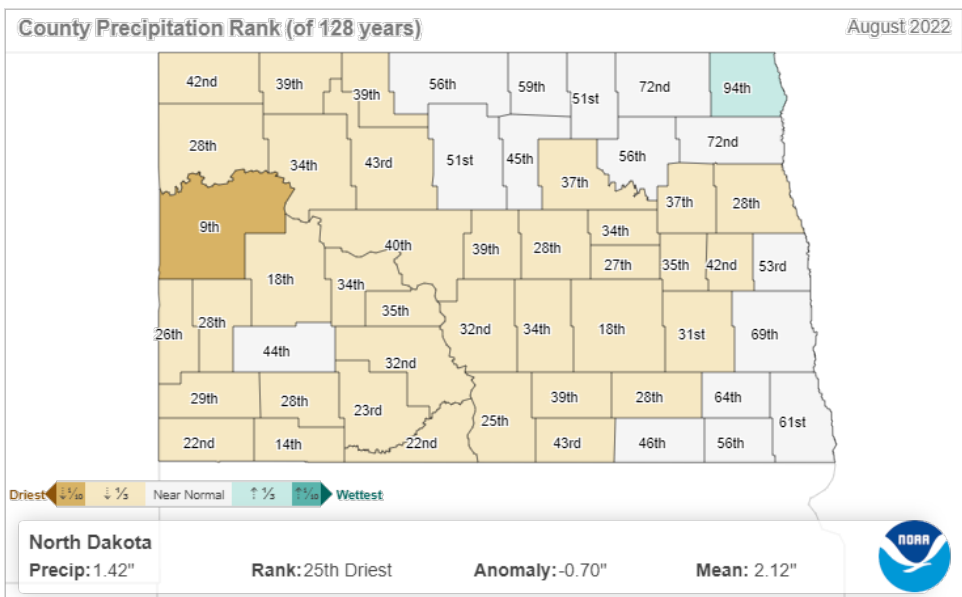 County Precipitation Rank (of 128 years) August 2022
42nd 39th 39th 56th 59th 51st 72nd 94th
28th 34th 43rd 51st 45th 56th 72nd
37th 37th 28th
9th 40th 39th 28th 34th
27th 35th 42nd 53rd
18th 34th
35th
26th 28th 32nd 34th 18th 31st 69th
44th 32nd
29th 28th 23rd 39th 28th 64th
25th 61st
22nd 14th 22nd 43rd 46th 56th
Driest ↓ 1/10 ↓ 1/3 Near Normal ↑ 1/3 ↑ 1/10 Wettest
North Dakota
Precip:1.42" Rank:25th Driest Anomaly:-0.70" Mean: 2.12"
NOAA